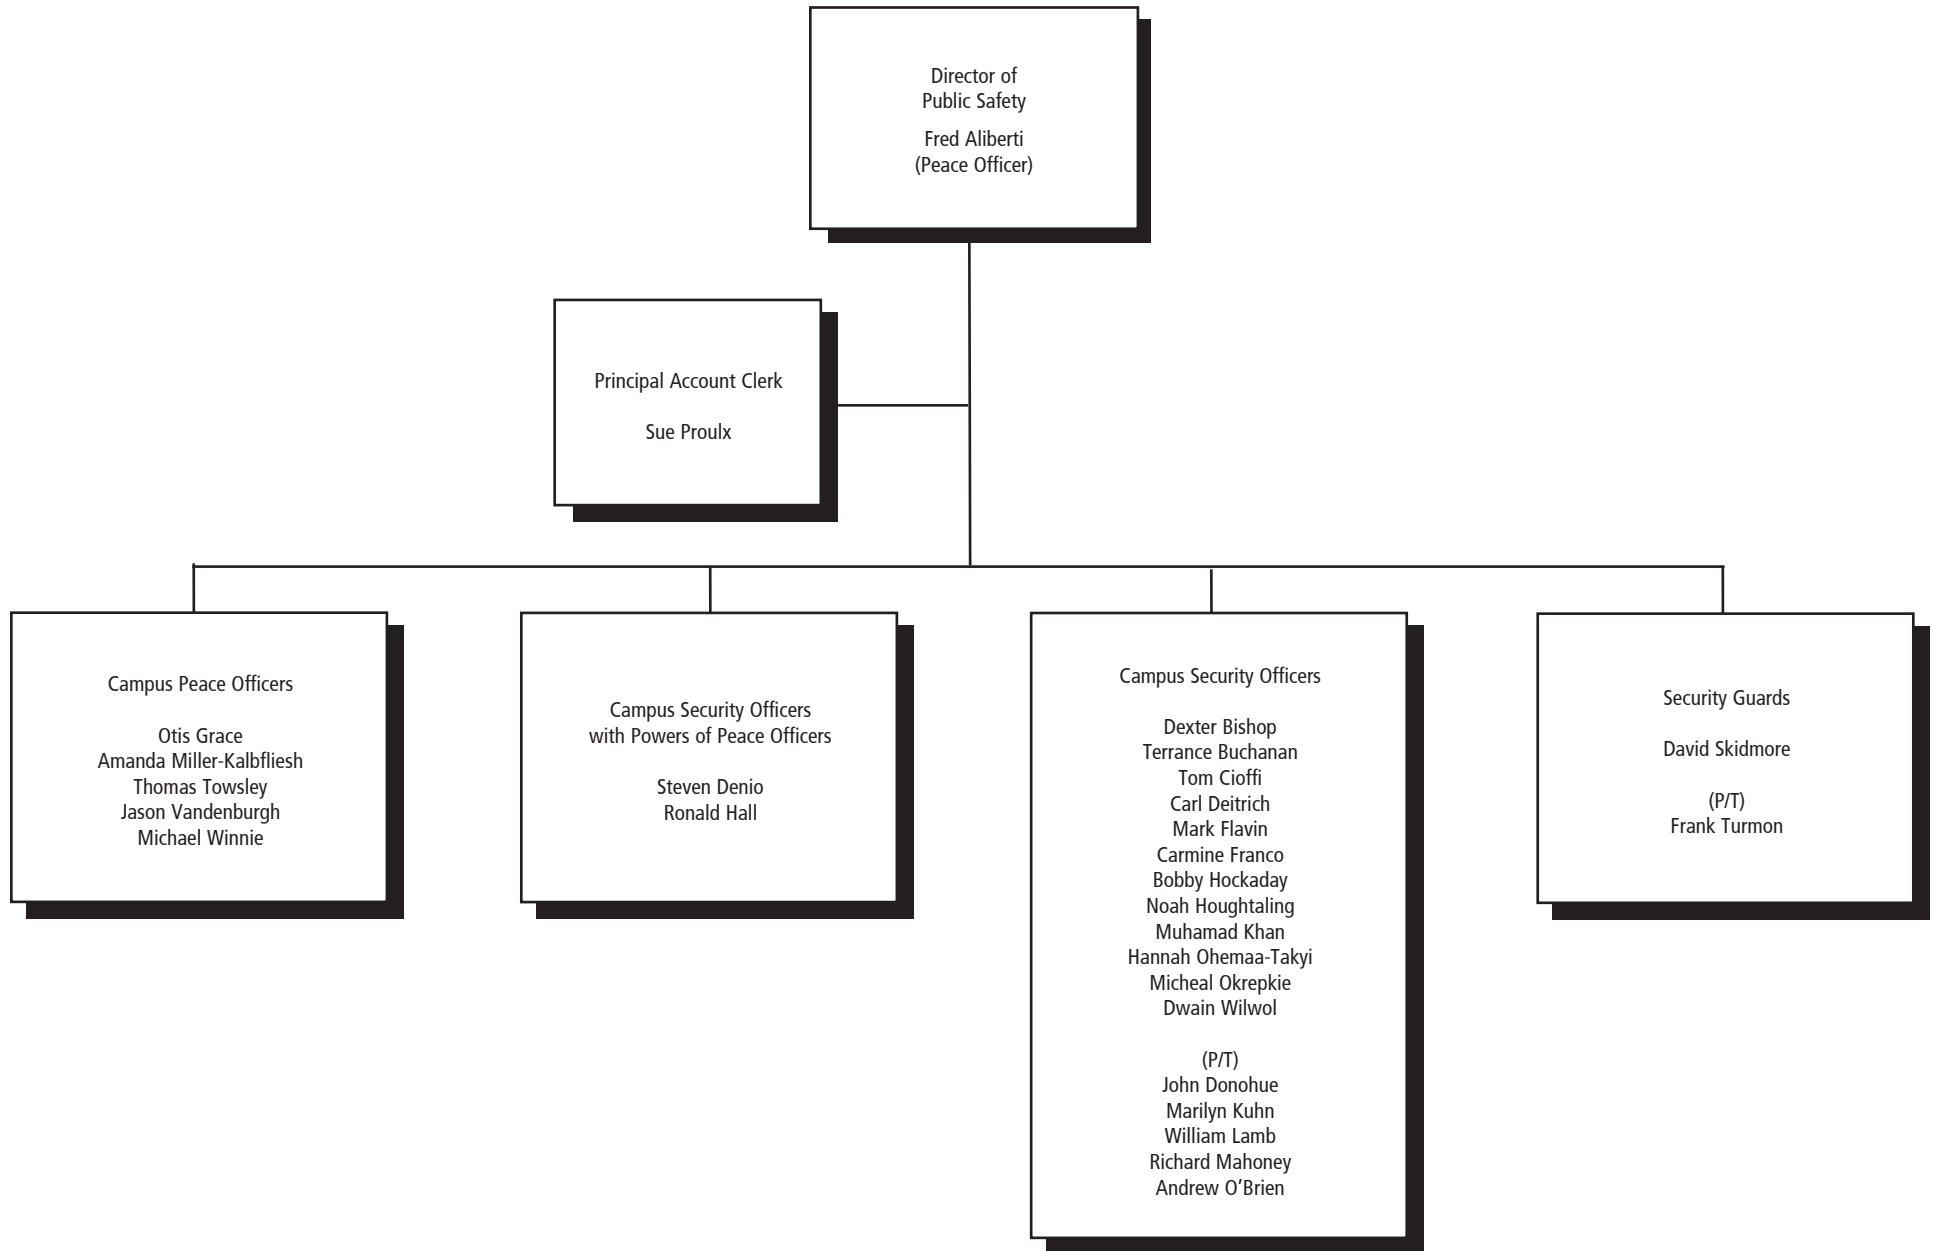 Director of
Public Safety
Fred Aliberti
(Peace Officer)
Principal Account Clerk
Sue Proulx
Campus Peace Officers
Otis Grace
Amanda Miller-Kalbfliesh
Thomas Towsley
Jason Vandenburgh
Michael Winnie
Campus Security Officers
with Powers of Peace Officers
Steven Denio
Ronald Hall
Campus Security Officers
Dexter Bishop
Terrance Buchanan
Tom Cioffi
Carl Deitrich
Mark Flavin
Carmine Franco
Bobby Hockaday
Noah Houghtaling
Muhamad Khan
Hannah Ohemaa-Takyi
Micheal Okrepkie
Dwain Wilwol
(P/T)
John Donohue
Marilyn Kuhn
William Lamb
Richard Mahoney
Andrew O’Brien
Security Guards
David Skidmore
(P/T)
Frank Turmon